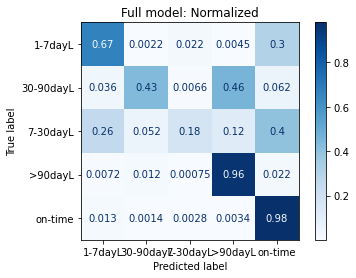 Full model: Normalized
True label
1-7dayL 0.67 0.0022 0.022 0.0045 0.3
30-90dayL 0.036 0.43 0.0066 0.46 0.062
7-30dayL 0.26 0.052 0.18 0.12 0.4
>90dayL 0.0072 0.012 0.00075 0.96 0.022
on-time 0.013 0.0014 0.0028 0.0034 0.98
1-7dayL 30-90dayL 7-30dayL >90dayL on-time
Predicted label
0.8
0.6
0.4
0.2